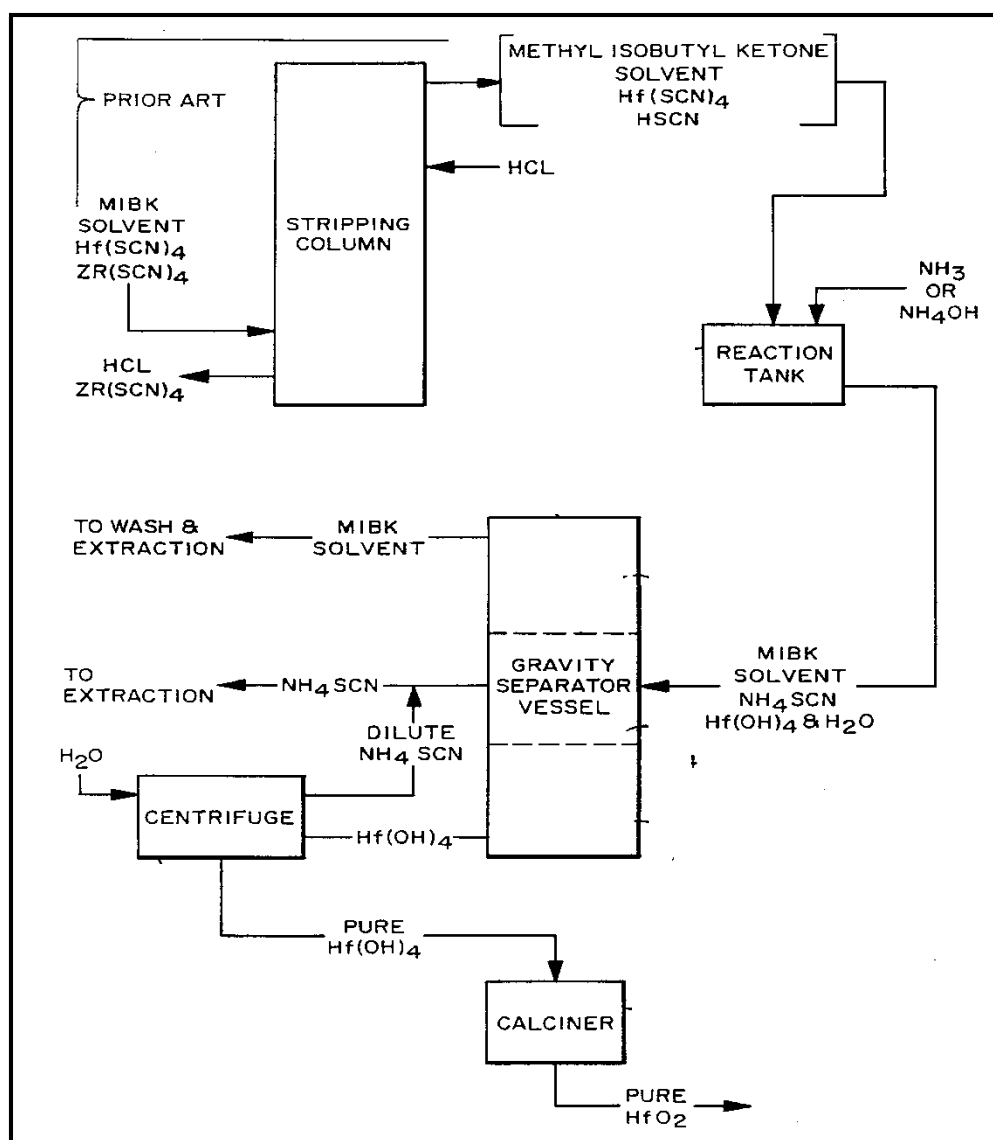 METHYL ISOBUTYL KETONE
SOLVENT
Hf(SCN)4
HSCN
PRIOR ART
HCL
MIBK
SOLVENT
Hf(SCN)4
ZR(SCN)4
STRIPPING
COLUMN
NH3
OR
NH4OH
HCL
ZR(SCN)4
REACTION
TANK
TO WASH &
EXTRACTION
MIBK
SOLVENT
GRAVITY
SEPARATOR
VESSEL
MIBK
SOLVENT
NH4SCN
Hf(OH)4 & H2O
TO
EXTRACTION
NH4SCN
DILUTE
NH4SCN
H2O
CENTRIFUGE
Hf(OH)4
PURE
Hf(OH)4
CALCINER
PURE
HfO2